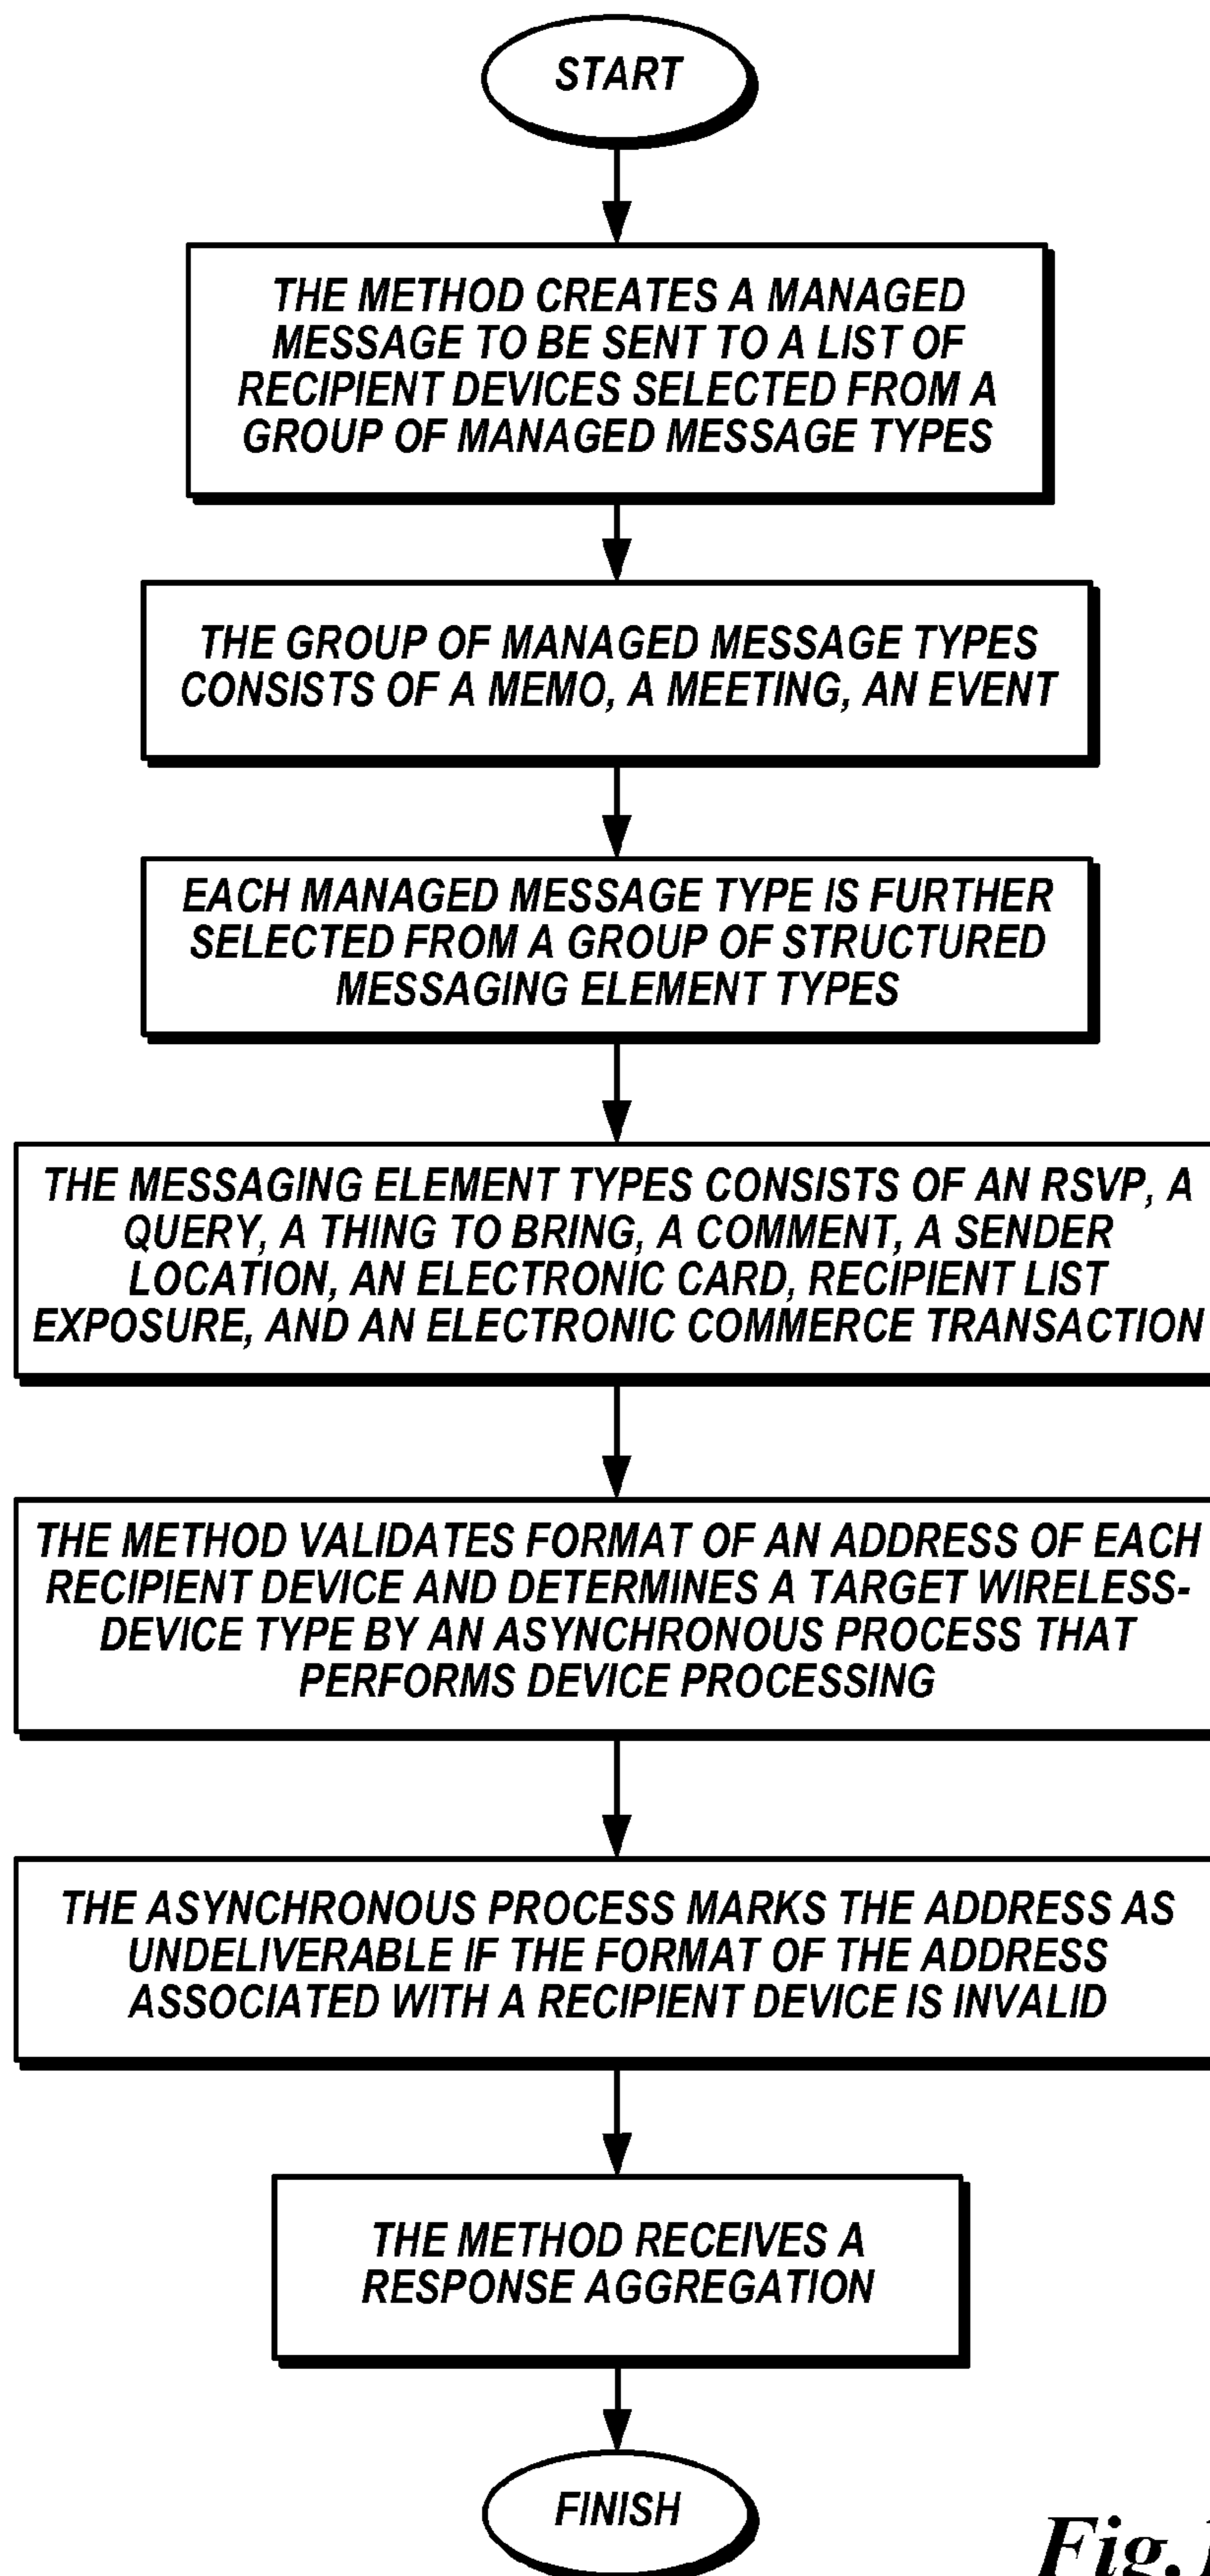 START
THE METHOD CREATES A MANAGED
MESSAGE TO BE SENT TO A LIST OF
RECIPIENT DEVICES SELECTED FROM A
GROUP OF MANAGED MESSAGE TYPES
THE GROUP OF MANAGED MESSAGE TYPES
CONSISTS OF A MEMO, A MEETING, AN EVENT
EACH MANAGED MESSAGE TYPE IS FURTHER
SELECTED FROM A GROUP OF STRUCTURED
MESSAGING ELEMENT TYPES
THE MESSAGING ELEMENT TYPES CONSISTS OF AN RSVP, A
QUERY, A THING TO BRING, A COMMENT, A SENDER
LOCATION, AN ELECTRONIC CARD, RECIPIENT LIST
EXPOSURE, AND AN ELECTRONIC COMMERCE TRANSACTION
THE METHOD VALIDATES FORMAT OF AN ADDRESS OF EACH
RECIPIENT DEVICE AND DETERMINES A TARGET WIRELESS-
DEVICE TYPE BY AN ASYNCHRONOUS PROCESS THAT
PERFORMS DEVICE PROCESSING
THE ASYNCHRONOUS PROCESS MARKS THE ADDRESS AS
UNDELIVERABLE IF THE FORMAT OF THE ADDRESS
ASSOCIATED WITH A RECIPIENT DEVICE IS INVALID
THE METHOD RECEIVES A
RESPONSE AGGREGATION
FINISH
Fig.